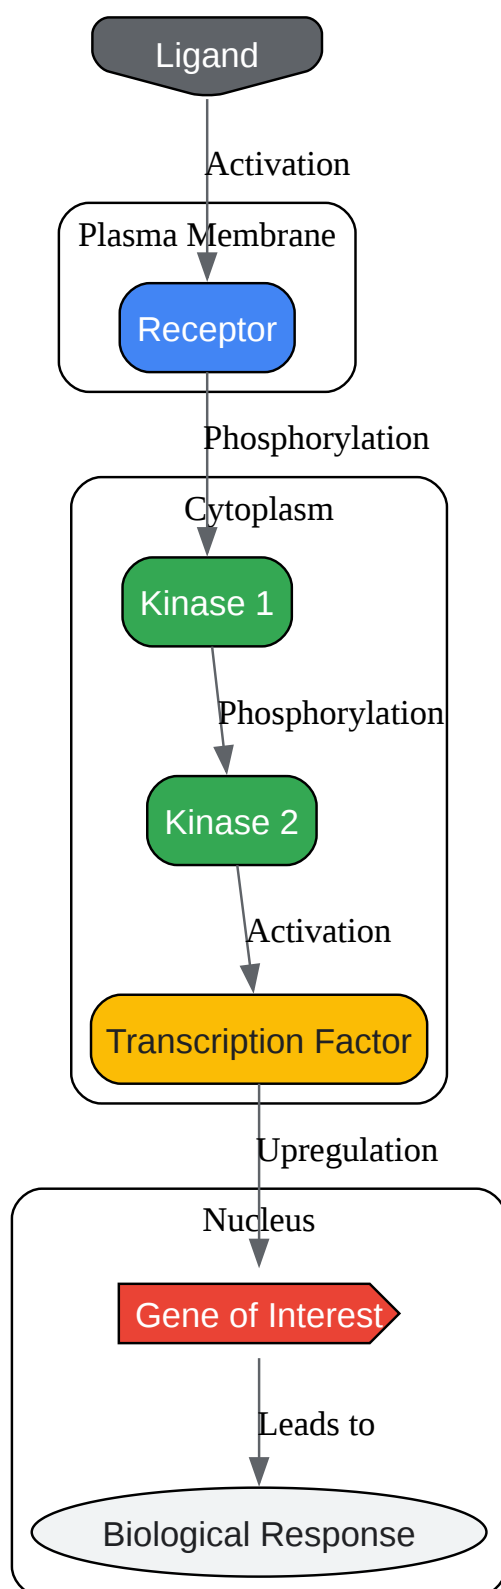 Ligand
Activation
Plasma Membrane
Receptor
Phosphorylation
Cytoplasm
Kinase 1
Phosphorylation
Kinase 2
Activation
Transcription Factor
Upregulation
Nucleus
Gene of Interest
Leads to
Biological Response